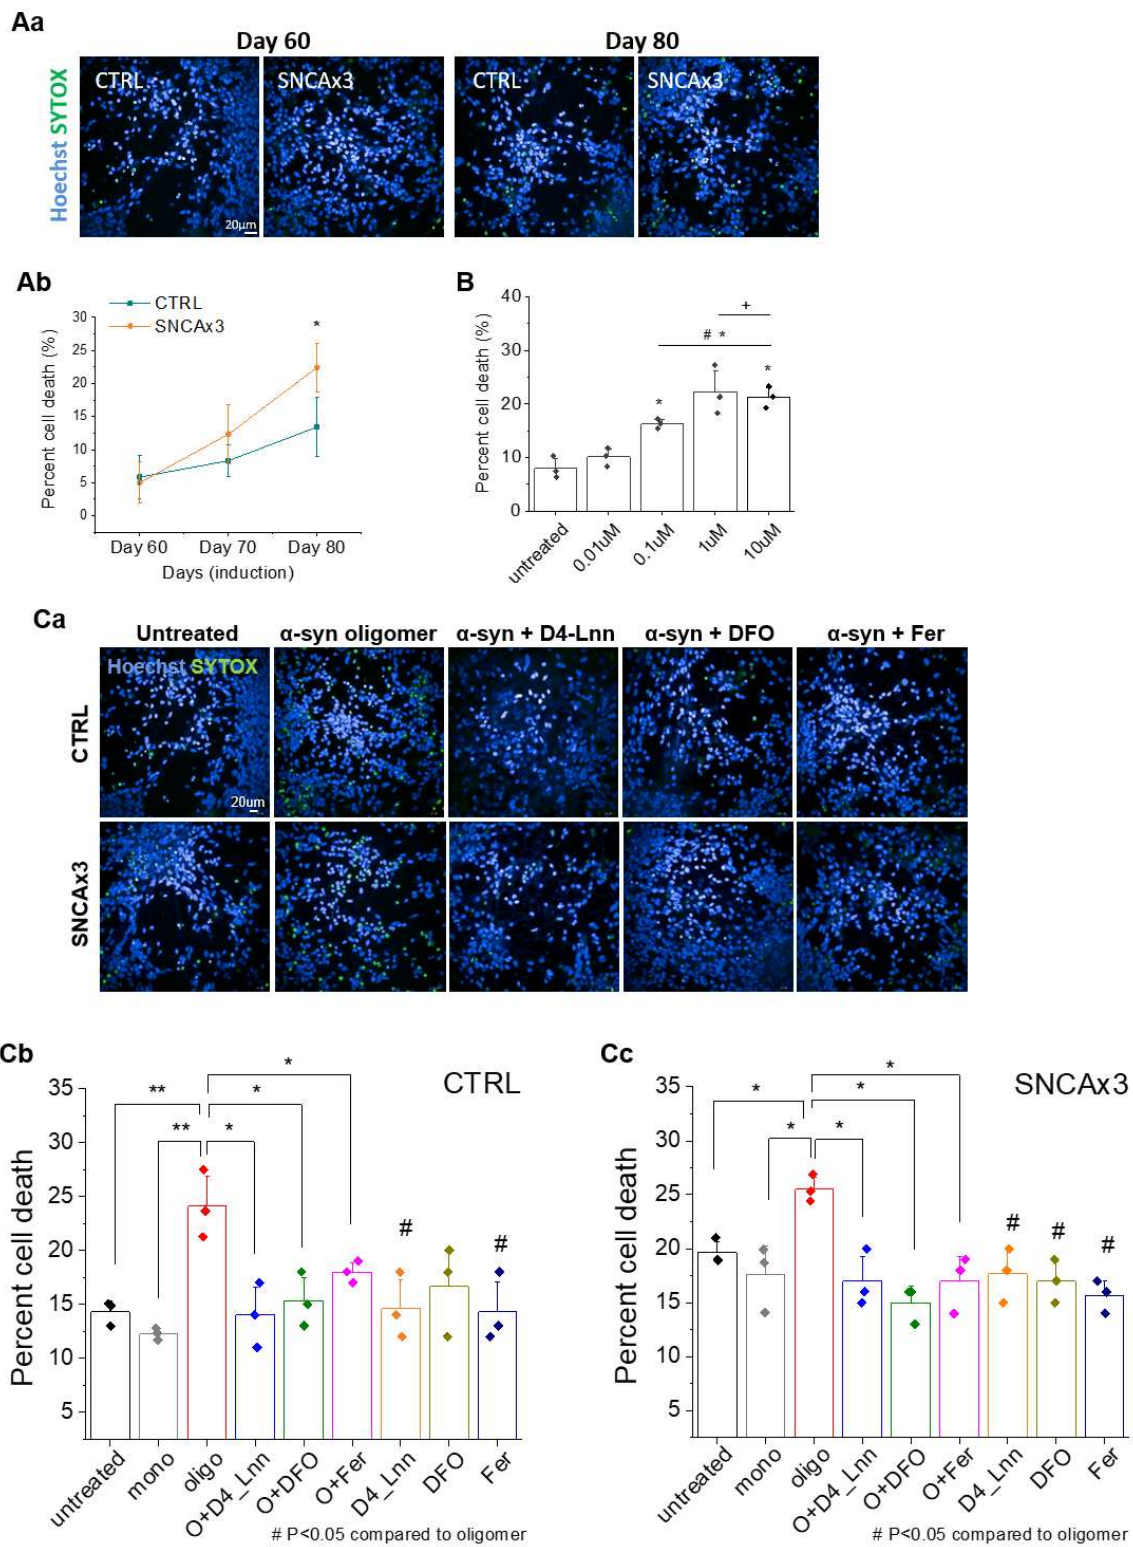 Aa
Day 60
Day 80
Hoechst SYTOX
CTRL
SNCAx3
CTRL
SNCAx3
20µm
Ab
CTRL
SNCAx3
*
Percent cell death (%)
30
25
20
15
10
5
0
Day 60
Day 70
Day 80
Days (induction)
B
Percent cell death (%)
40
30
20
10
0
+
# *
*
*
untreated
0.01uM
0.1uM
1uM
10uM
Ca
Untreated
α-syn oligomer
α-syn + D4-Lnn
α-syn + DFO
α-syn + Fer
Hoechst SYTOX
CTRL
20um
SNCAx3
Cb
CTRL
Percent cell death
35
30
25
20
15
10
5
*
**
*
**
*
#
#
untreated
mono
oligo
O+D4_Lnn
O+DFO
O+Fer
D4_Lnn
DFO
Fer
# P<0.05 compared to oligomer
Cc
SNCAx3
Percent cell death
35
30
25
20
15
10
5
*
*
*
*
*
#
#
#
untreated
mono
oligo
O+D4_Lnn
O+DFO
O+Fer
D4_Lnn
DFO
Fer
# P<0.05 compared to oligomer